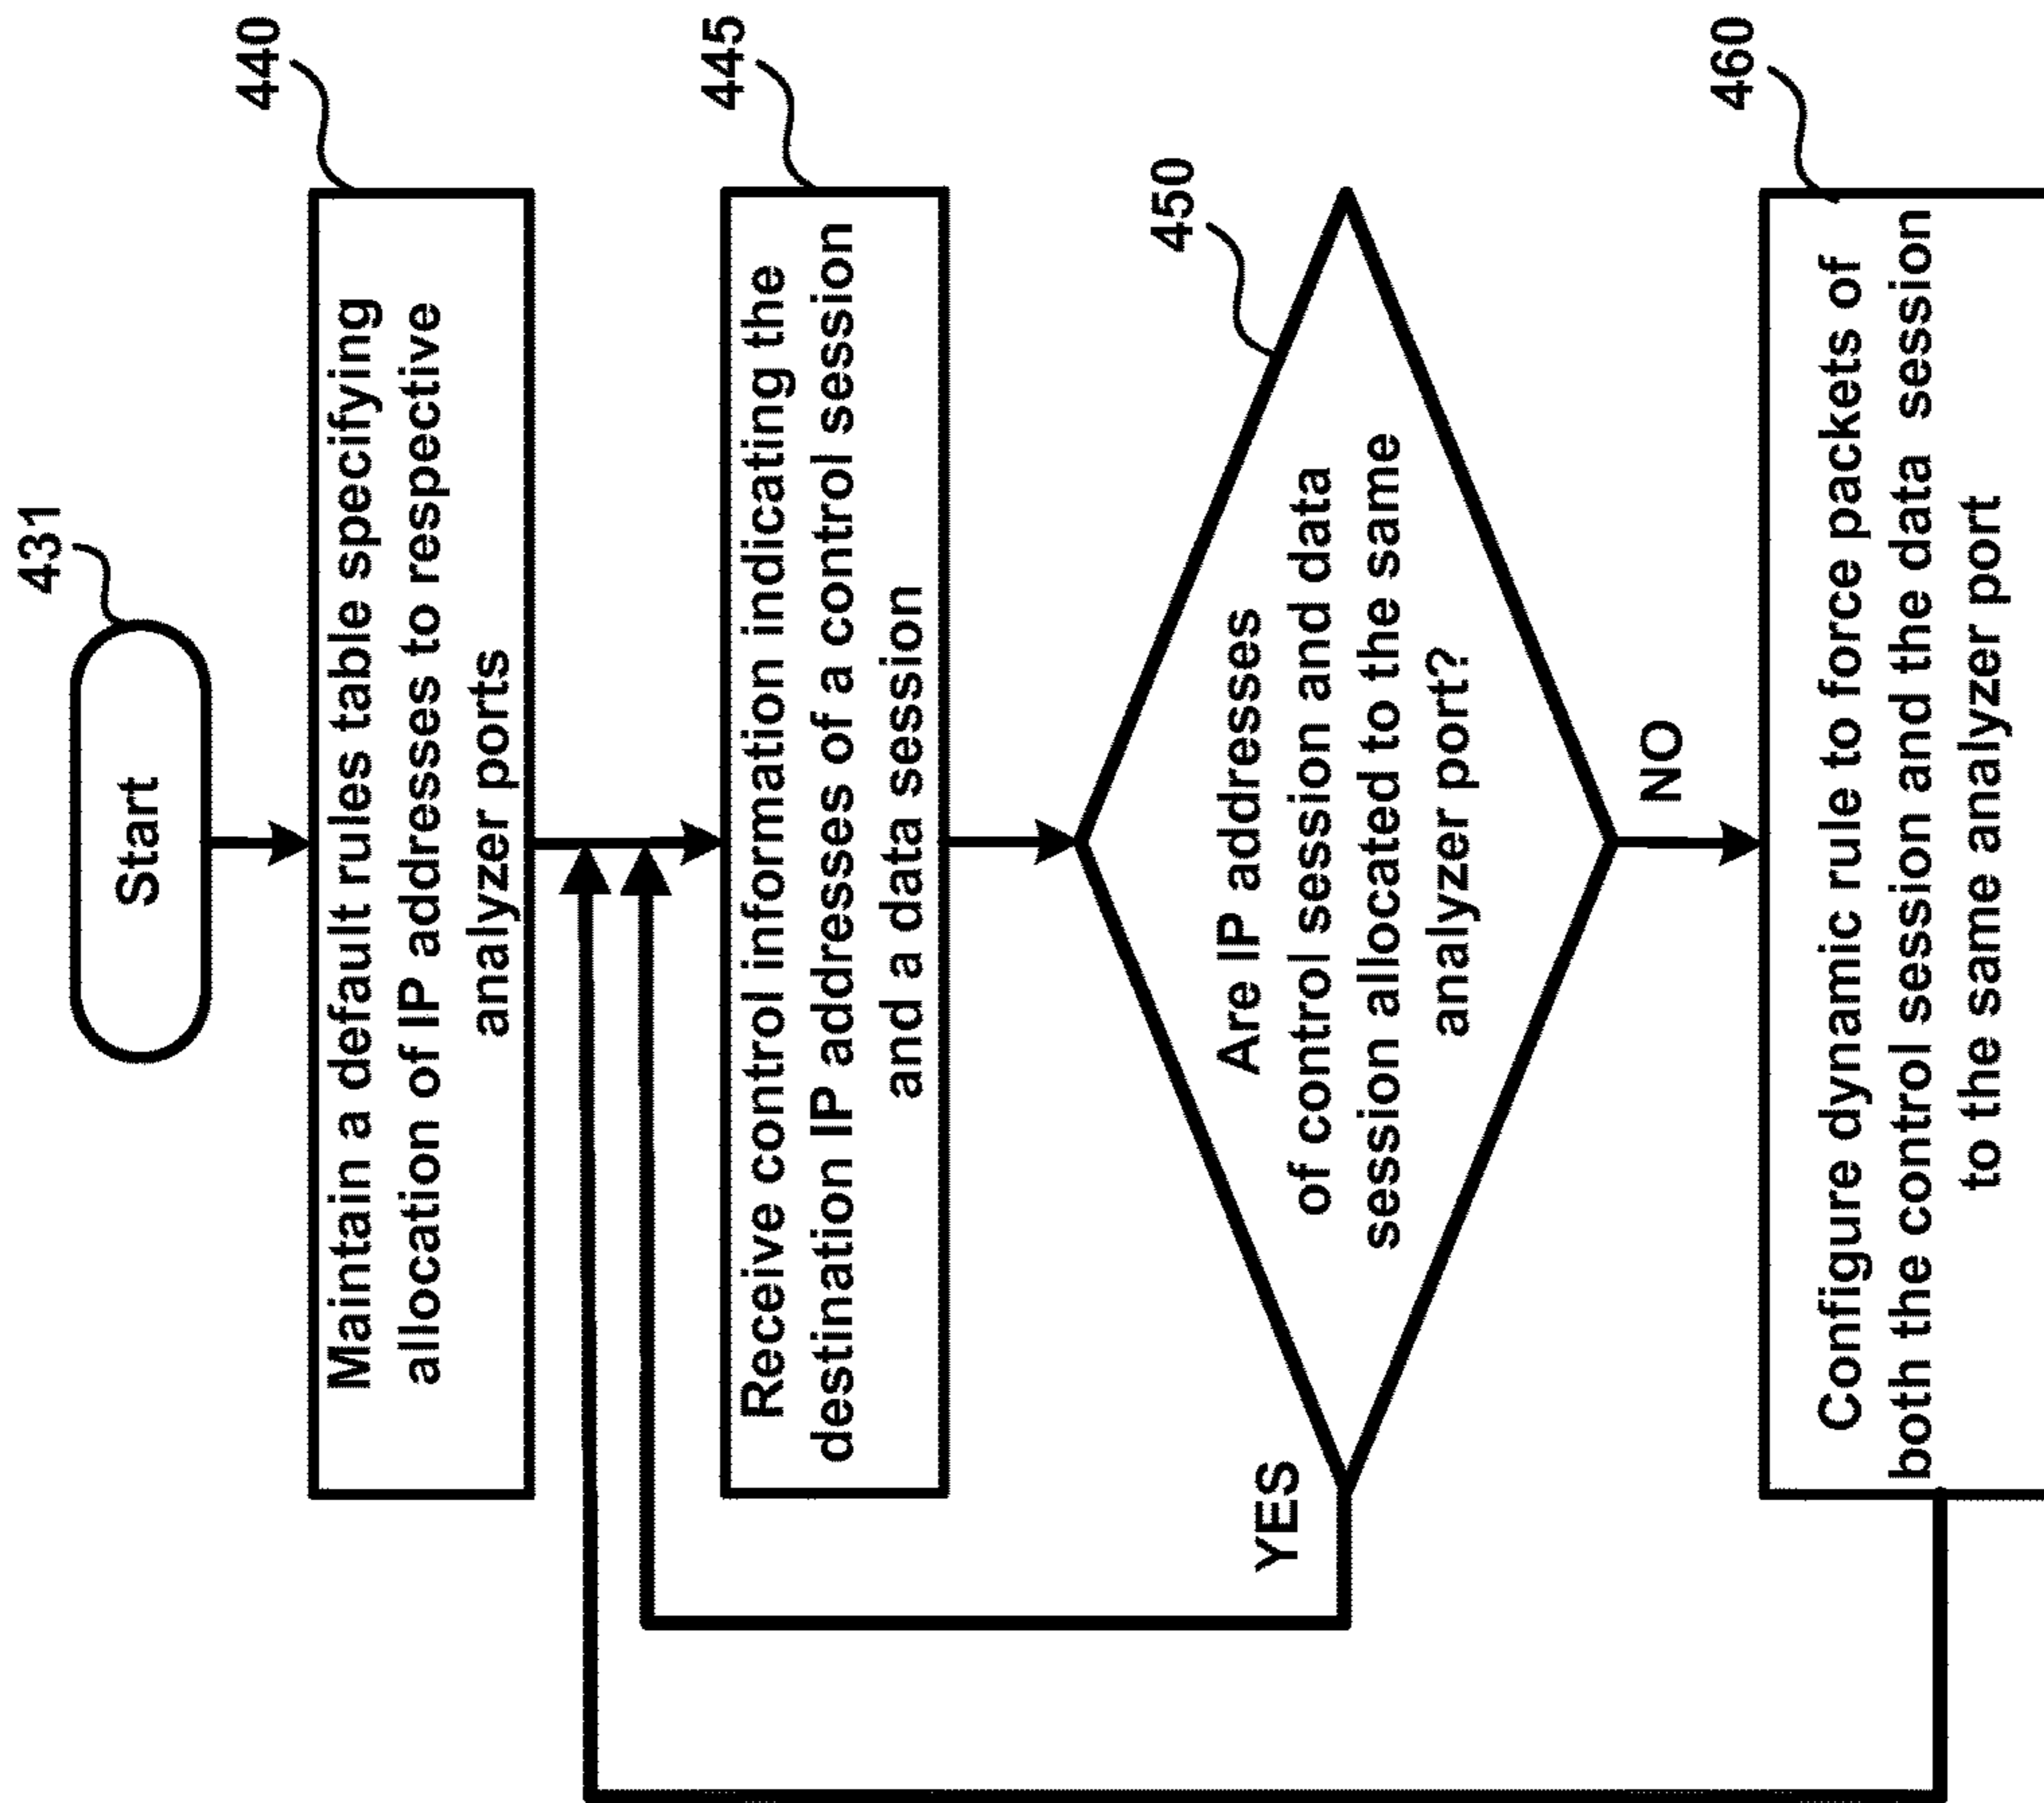 431
Start
440
Maintain a default rules table specifying
allocation of IP addresses to respective
analyzer ports
445
Receive control information indicating the
destination IP addresses of a control session
and a data session
450
Are IP addresses
of control session and data
session allocated to the same
analyzer port?
YES
NO
460
Configure dynamic rule to force packets of
both the control session and the data session
to the same analyzer port